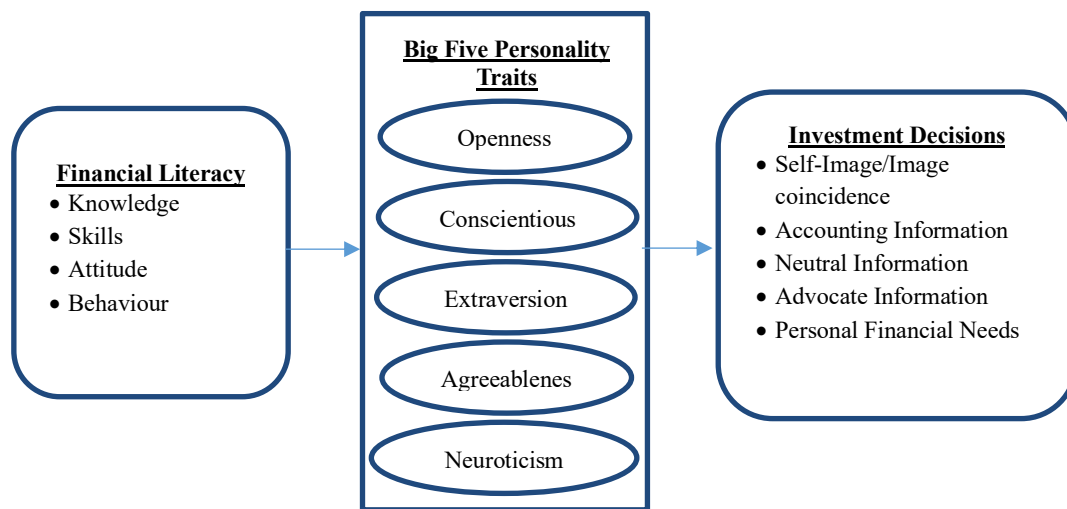 Financial Literacy
• Knowledge
• Skills
• Attitude
• Behaviour
Big Five Personality
Traits
Openness
Conscientious
Extraversion
Agreeablenes
Neuroticism
Investment Decisions
• Self-Image/Image
coincidence
• Accounting Information
• Neutral Information
• Advocate Information
• Personal Financial Needs